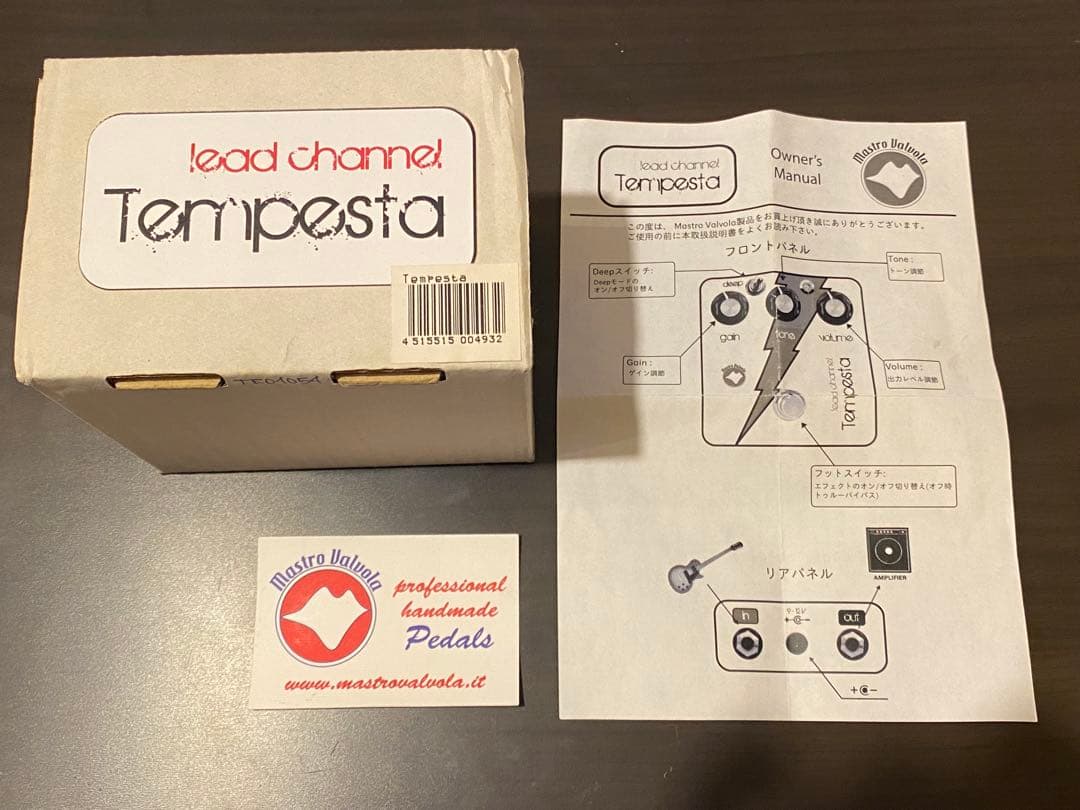 lead channel
Tempesta
Tempesta
4 515515 004932
TE04051
Mastro Valvola
professional
handmade
Pedals
www.mastrovalvola.it
lead channel
Tempesta
Owner's
Manual
Mastro Valvola
この度は、Mastro Valvola製品をお買上げ頂き誠にありがとうございます。
ご使用の前に本取扱説明書をよくお読み下さい。
フロントパネル
Deepスイッチ:
Deepモードの
オン/オフ切り替え
Tone:
トーン調節
deep
gain
tone
volume
Gain:
ゲイン調節
Volume:
出力レベル調節
lead channel
Tempesta
フットスイッチ:
エフェクトのオン/オフ切り替え(オフ時
トゥルーバイパス)
リアパネル
AMPLIFIER
in
9-12V
out
+ -